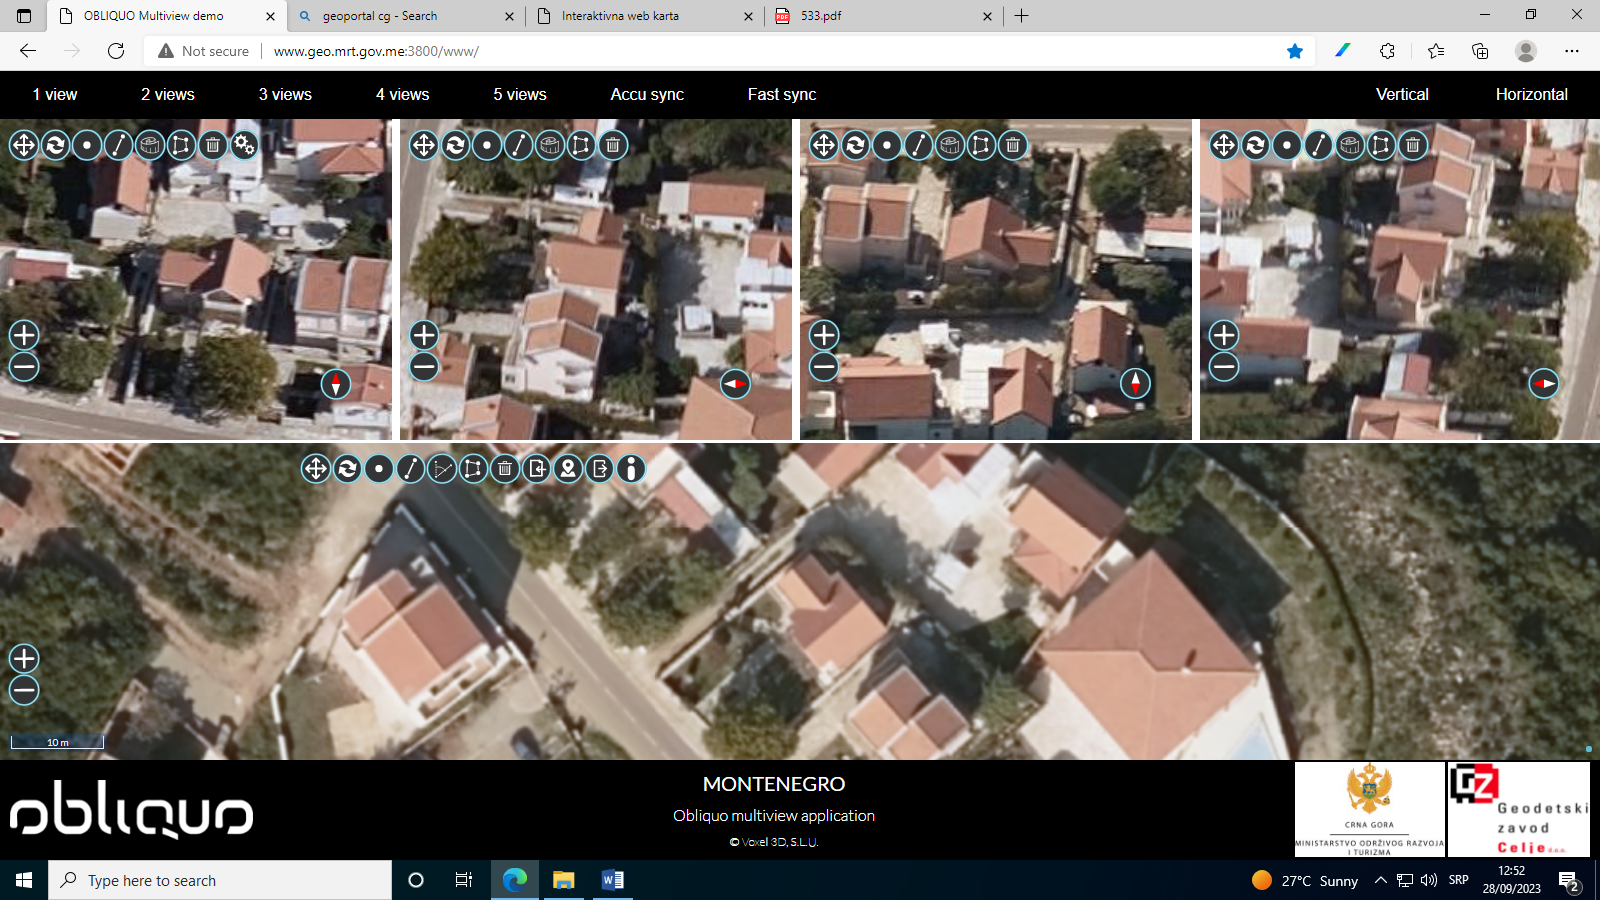 OBLIQUO Multiview demo
geoportal cg - Search
Interaktivna web karta
PDF
533.pdf
Not secure
www.geo.mrt.gov.me:3800/www/
1 view
2 views
3 views
4 views
5 views
Accu sync
Fast sync
Vertical
Horizontal
10 m
obliquo
MONTENEGRO
Obliquo multiview application
© Voxel 3D, S.L.U.
CRNA GORA
MINISTARSTVO ODRŽIVOG RAZVOJA
I TURIZMA
GZ
Geodetski
zavod
Celje d.o.o.
Type here to search
27°C Sunny
SRP
12:52
28/09/2023
2